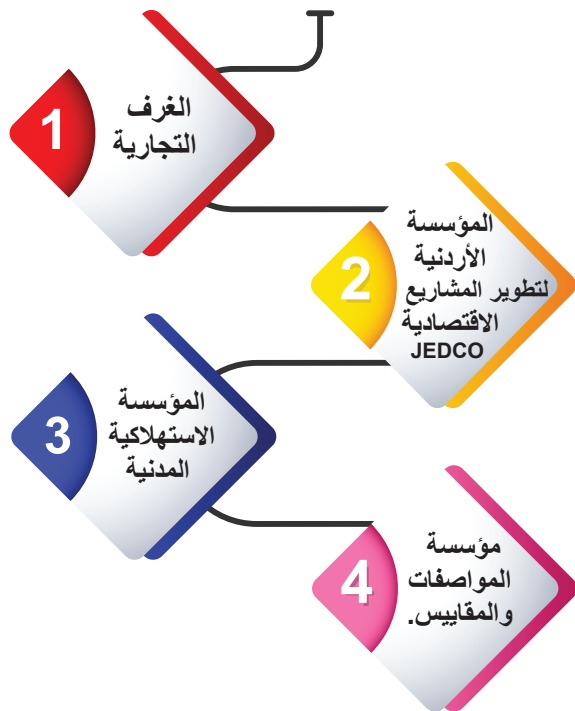 1
الغرف
التجارية
2
المؤسسة
الأردنية
لتطوير المشاريع
الاقتصادية
JEDCO
3
المؤسسة
الاستهلاكية
المدنية
4
مؤسسة
المواصفات
والمقاييس.